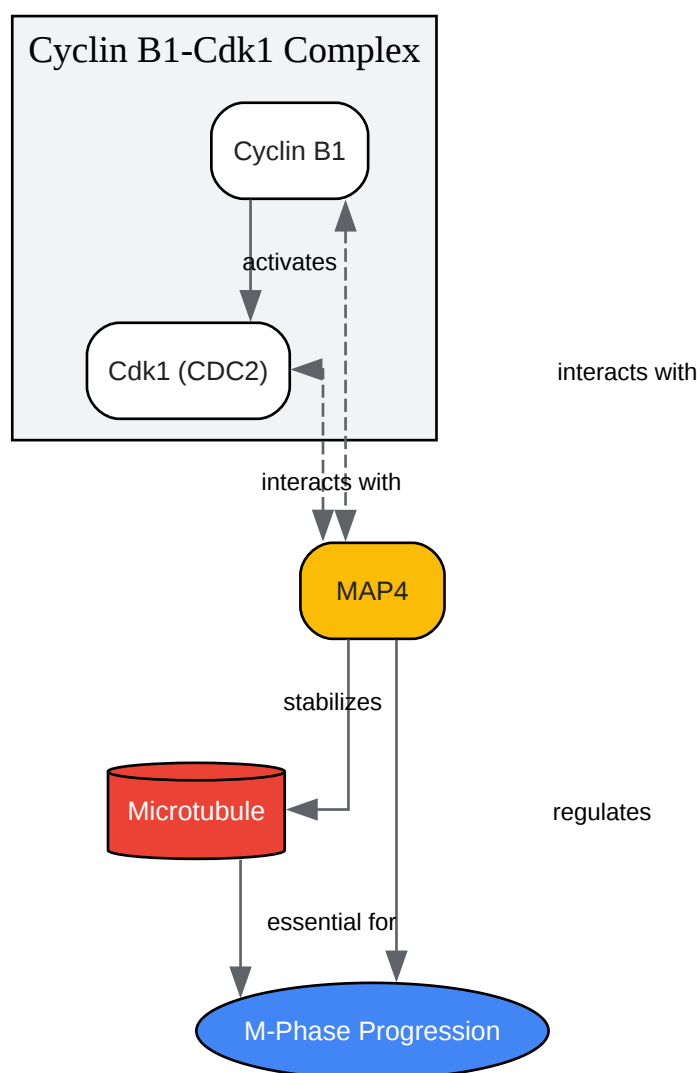 Cyclin B1-Cdk1 Complex
Cyclin B1
activates
Cdk1 (CDC2)
interacts with
interacts with
MAP4
stabilizes
Microtubule
regulates
essential for
M-Phase Progression